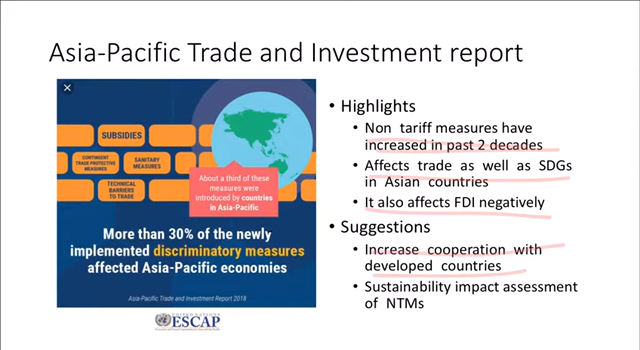 Asia-Pacific Trade and Investment report
SUBSIDIES
CONTINGENT
TRADE PROTECTIVE
MEASURES
SANITARY
MEASURES
TECHNICAL
BARRIERS
TO TRADE
About a third of these
measures were
introduced by countries
in Asia-Pacific
More than 30% of the newly
implemented discriminatory measures
affected Asia-Pacific economies
Asia-Pacific Trade and Investment Report 2018
UNITED NATIONS
ESCAP
• Highlights
• Non tariff measures have
increased in past 2 decades
• Affects trade as well as SDGs
in Asian countries
• It also affects FDI negatively
• Suggestions
• Increase cooperation with
developed countries
• Sustainability impact assessment
of NTMs